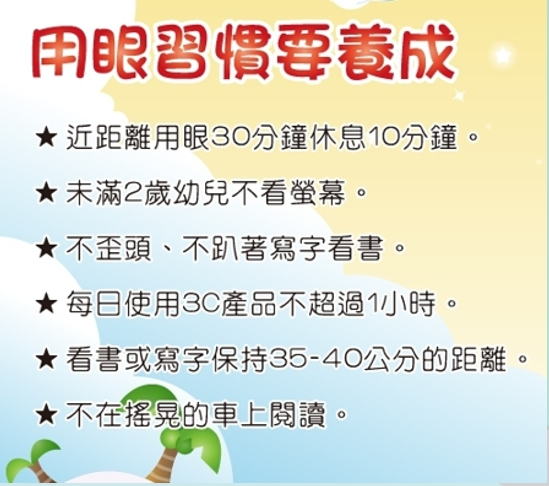 用眼習慣要養成
★近距離用眼30分鐘休息10分鐘。
★未滿2歲幼兒不看螢幕。
★不歪頭、不趴著寫字看書。
★每日使用3C產品不超過1小時。
★看書或寫字保持35-40公分的距離。
★不在搖晃的車上閱讀。